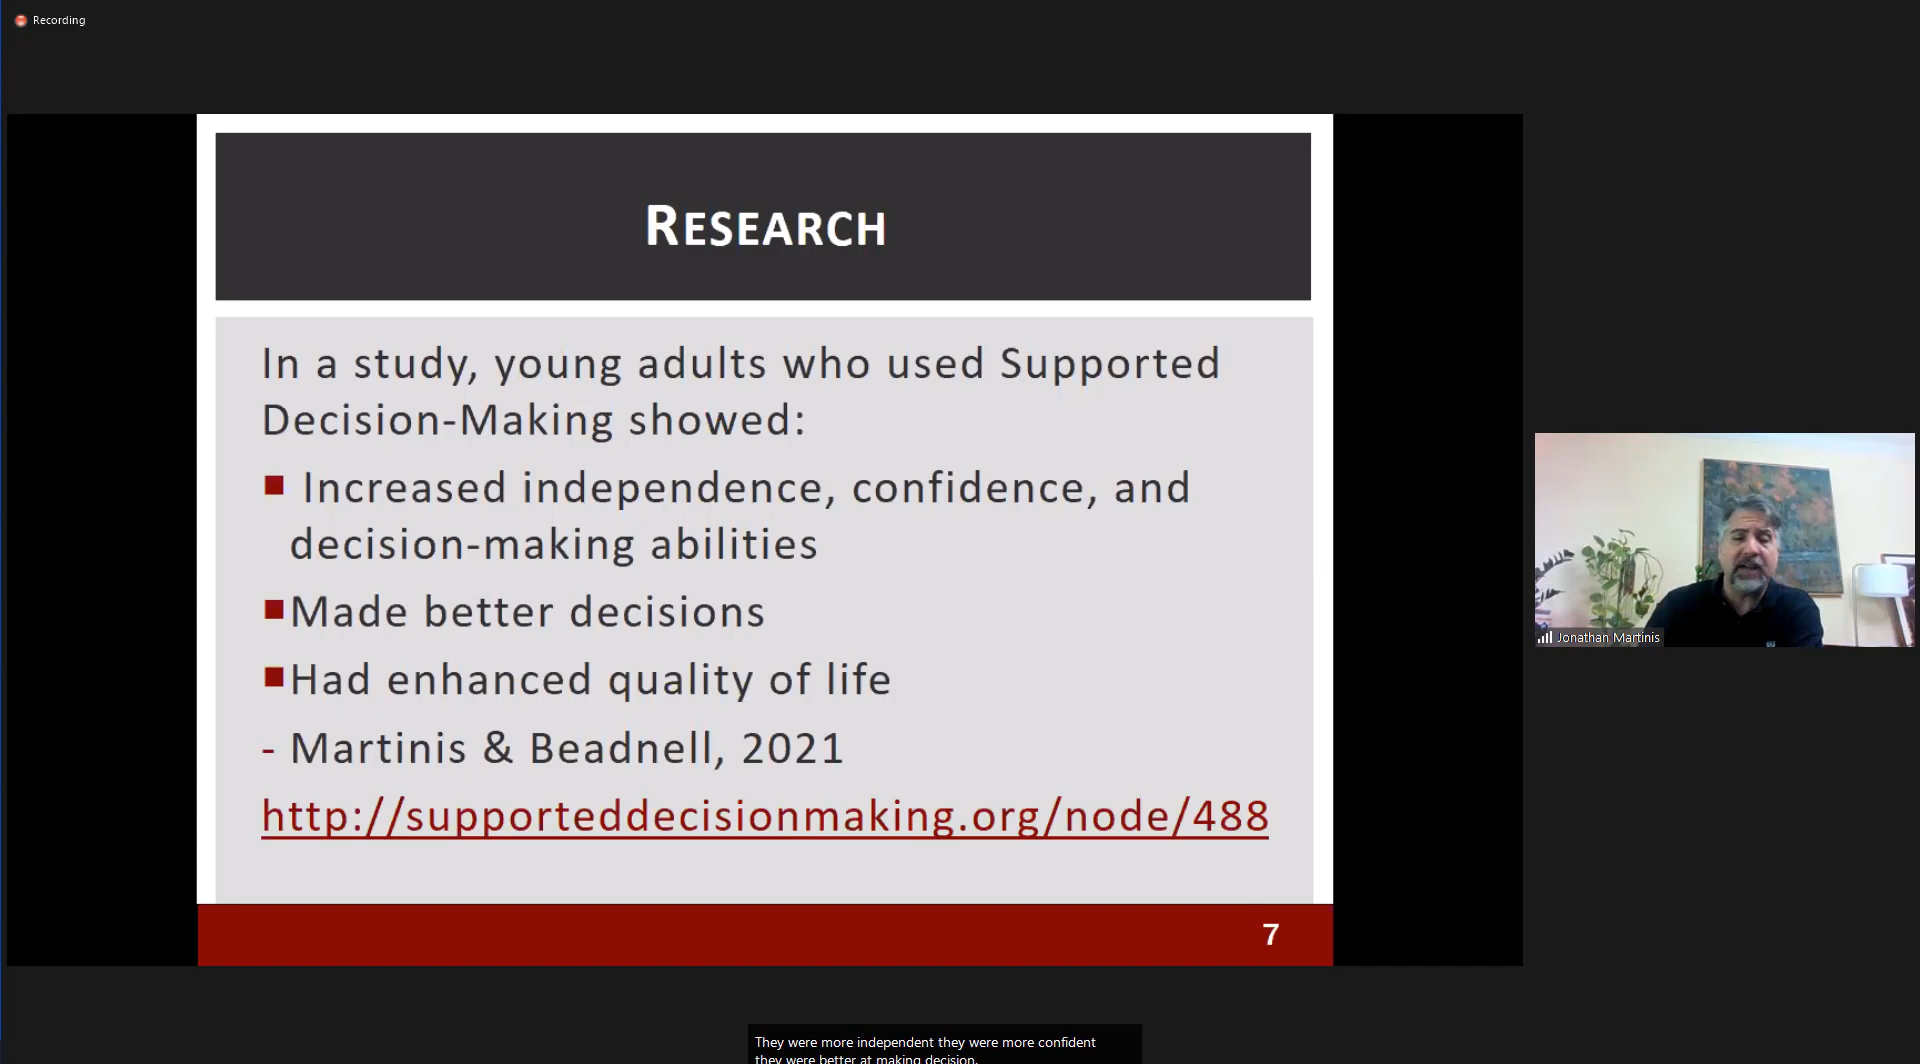 Recording
RESEARCH
In a study, young adults who used Supported
Decision-Making showed:
■ Increased independence, confidence, and
decision-making abilities
■Made better decisions
■Had enhanced quality of life
- Martinis & Beadnell, 2021
http://supporteddecisionmaking.org/node/488
7
Jonathan Martinis
They were more independent they were more confident
they were better at making decision.